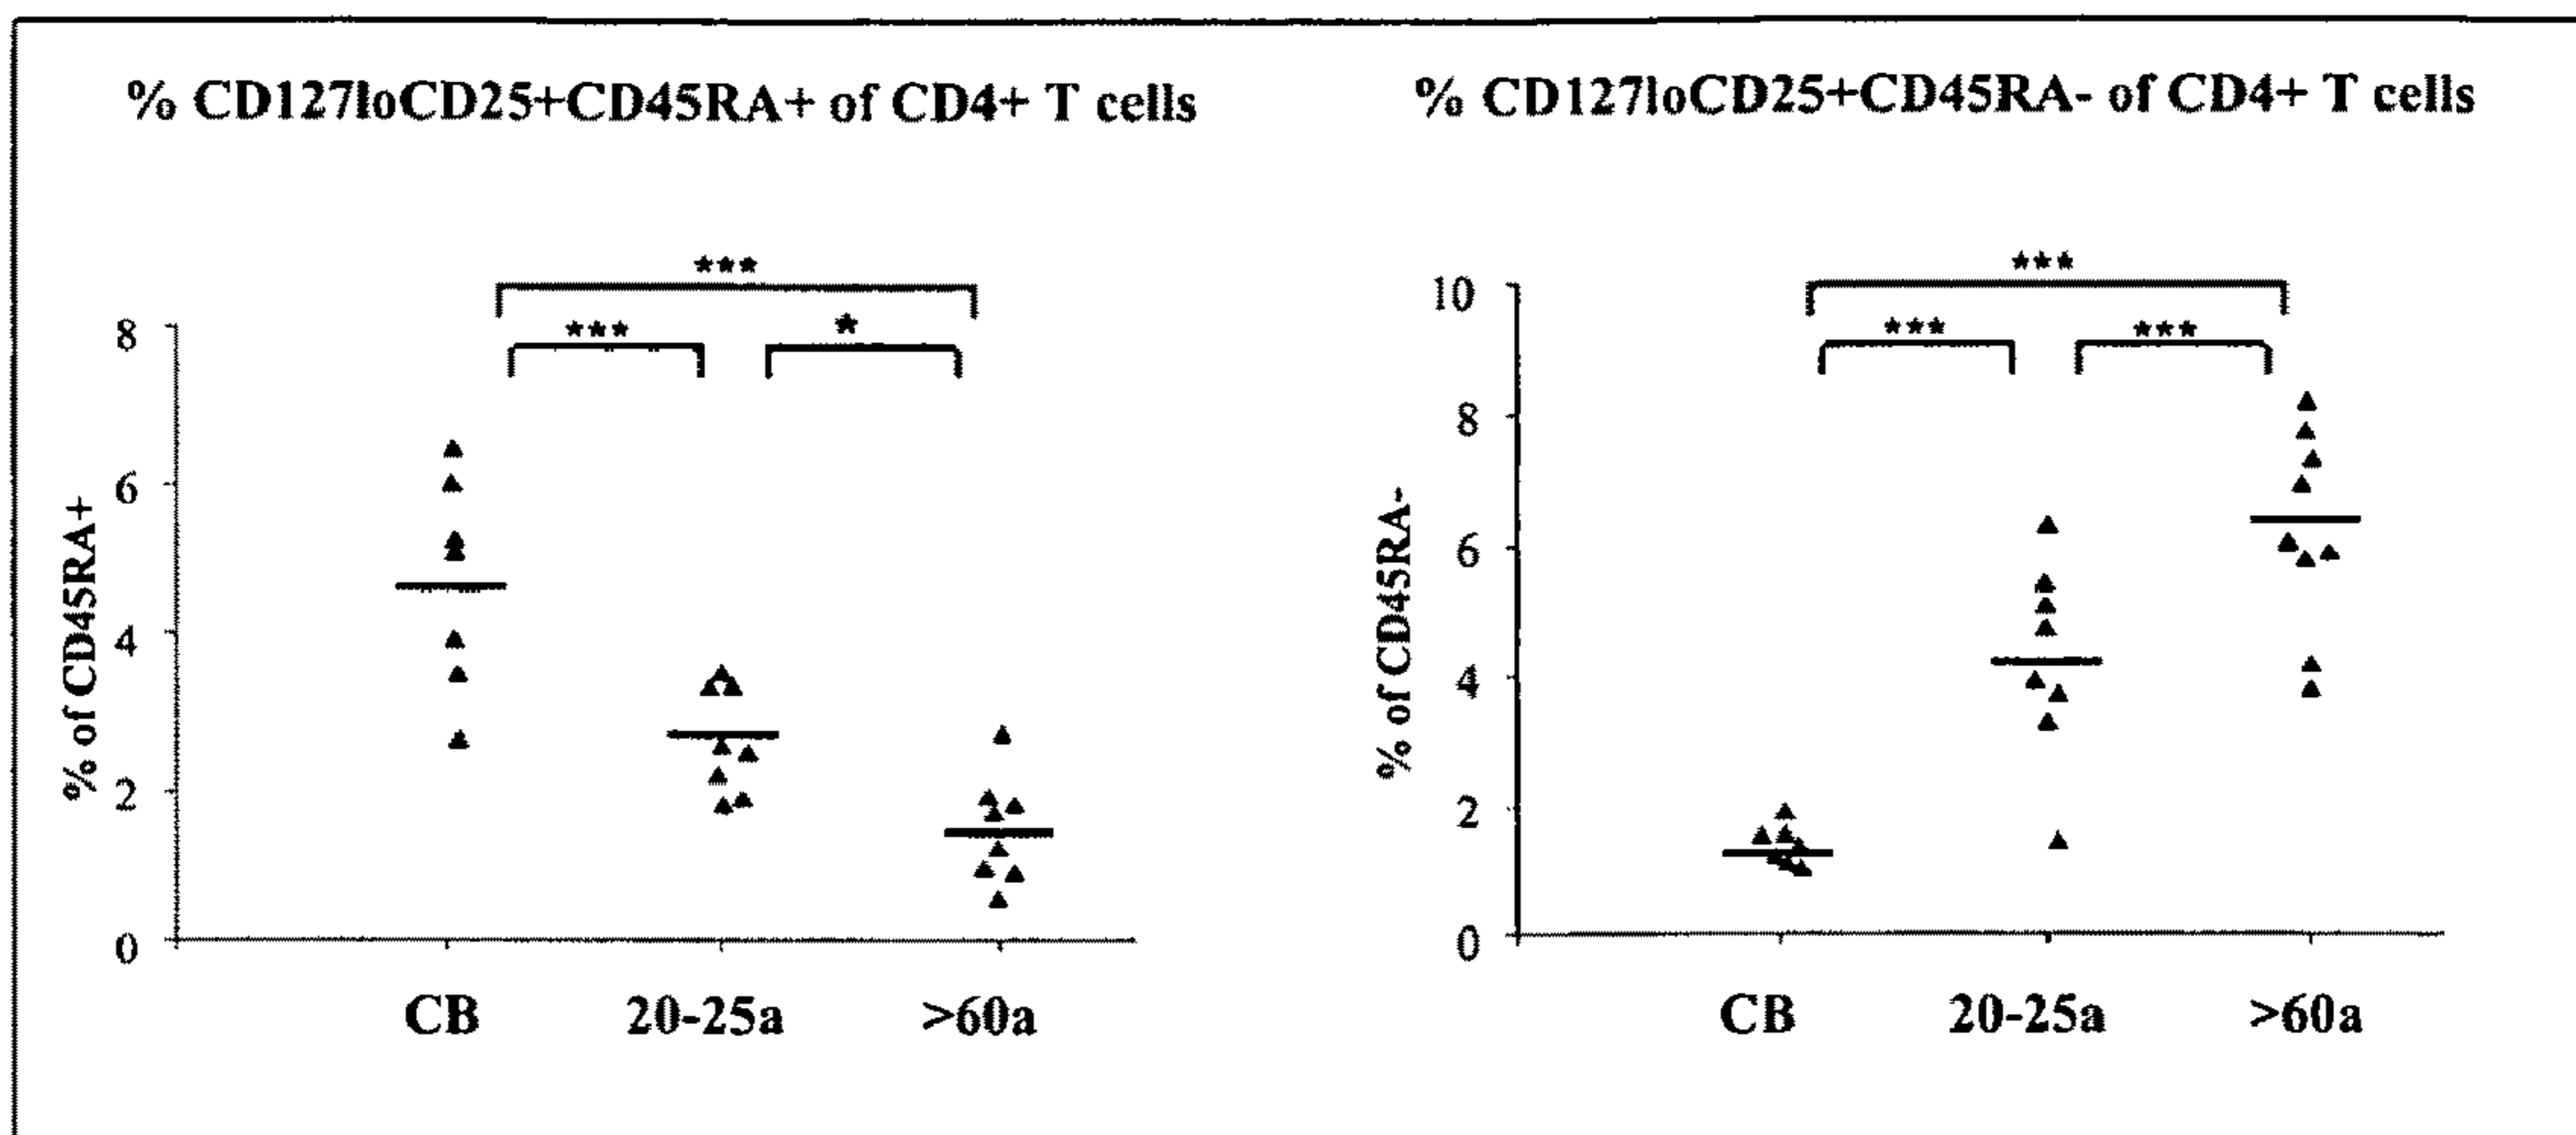 % CD127loCD25+CD45RA+ of CD4+ T cells
***
***
*
8
6
4
2
0
% of CD45RA+
CB
20-25a
>60a
% CD127loCD25+CD45RA- of CD4+ T cells
***
***
***
10
8
6
4
2
0
% of CD45RA-
CB
20-25a
>60a